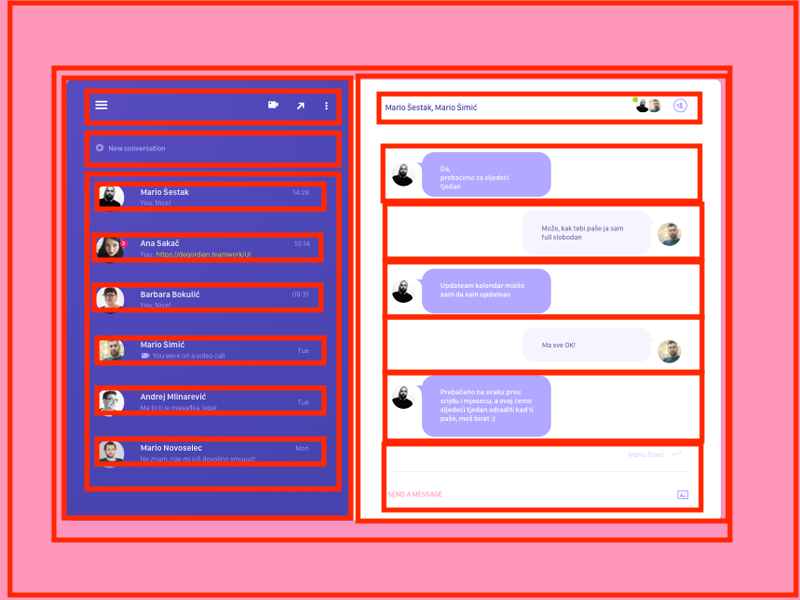 New conversation
Mario Šestak 14:28
You: Nice!
Ana Sakač 10:14
You: https://degordian.teamwork/UI
Barbara Bokulić 09:31
You: Nice!
Mario Šimić
You were on a video call Tue
Andrej Mlinarević Tue
Ma to ti je maaadja, lega!
Mario Novoselec Mon
Ne znam, nije mi još dovoljno smuuut!
Mario Šestak, Mario Šimić
Da,
prebacimo za sljedeći
tjedan
Može, kak tebi paše ja sam
full slobodan
Updateam kalendar mislio
sam da sam updateao
Ma sve OK!
Prebačeno na svaku prvu
srijdu i mjesecu, a ovaj ćemo
sljedeći tjedan odraditi kad ti
paše, moš birat :)
Mario Šimić
SEND A MESSAGE